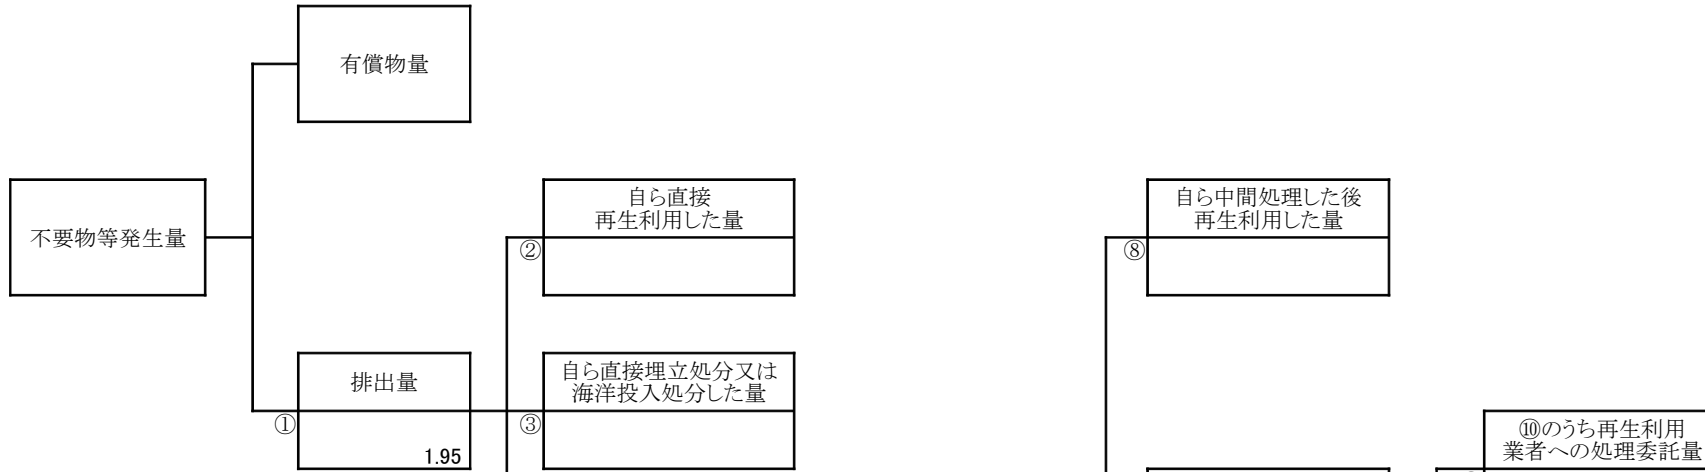 有償物量
不要物等発生量
自ら直接
再生利用した量
②
自ら中間処理した後
再生利用した量
⑧
排出量
①
1.95
自ら直接埋立処分又は
海洋投入処分した量
③
⑩のうち再生利用
業者への処理委託量